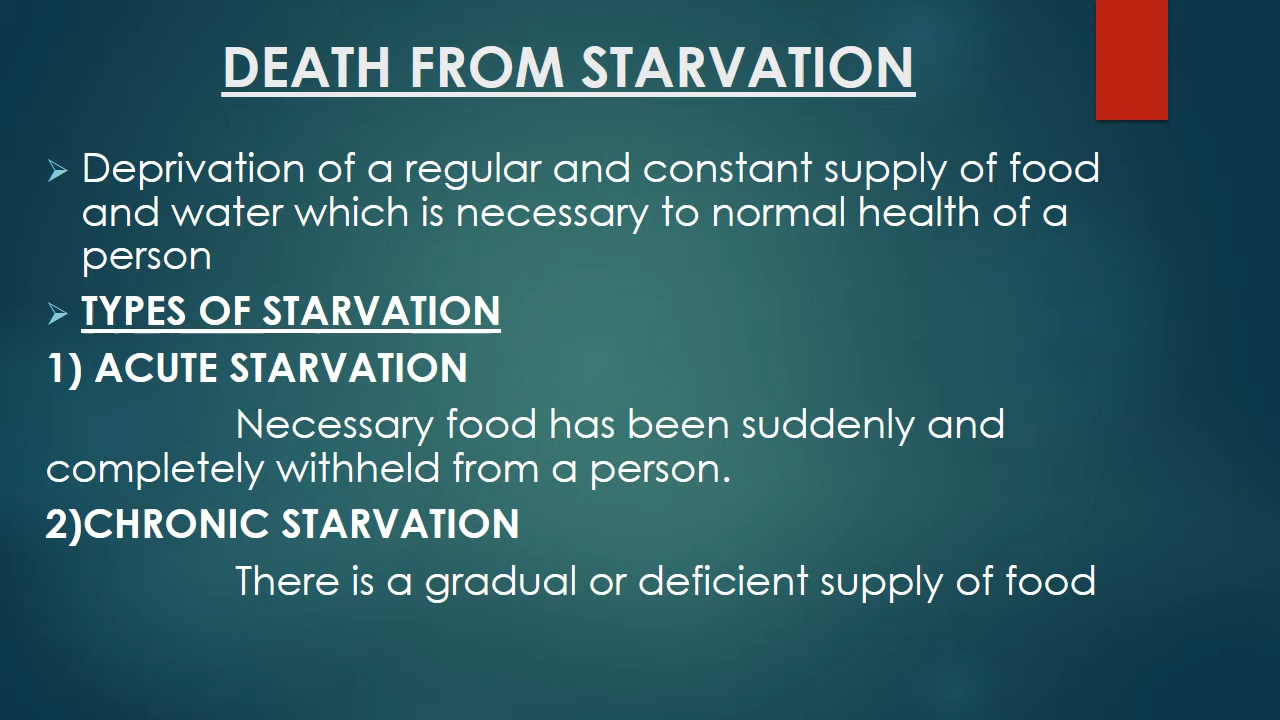 DEATH FROM STARVATION
Deprivation of a regular and constant supply of food
and water which is necessary to normal health of a
person
TYPES OF STARVATION
1) ACUTE STARVATION
Necessary food has been suddenly and
completely withheld from a person.
2)CHRONIC STARVATION
There is a gradual or deficient supply of food